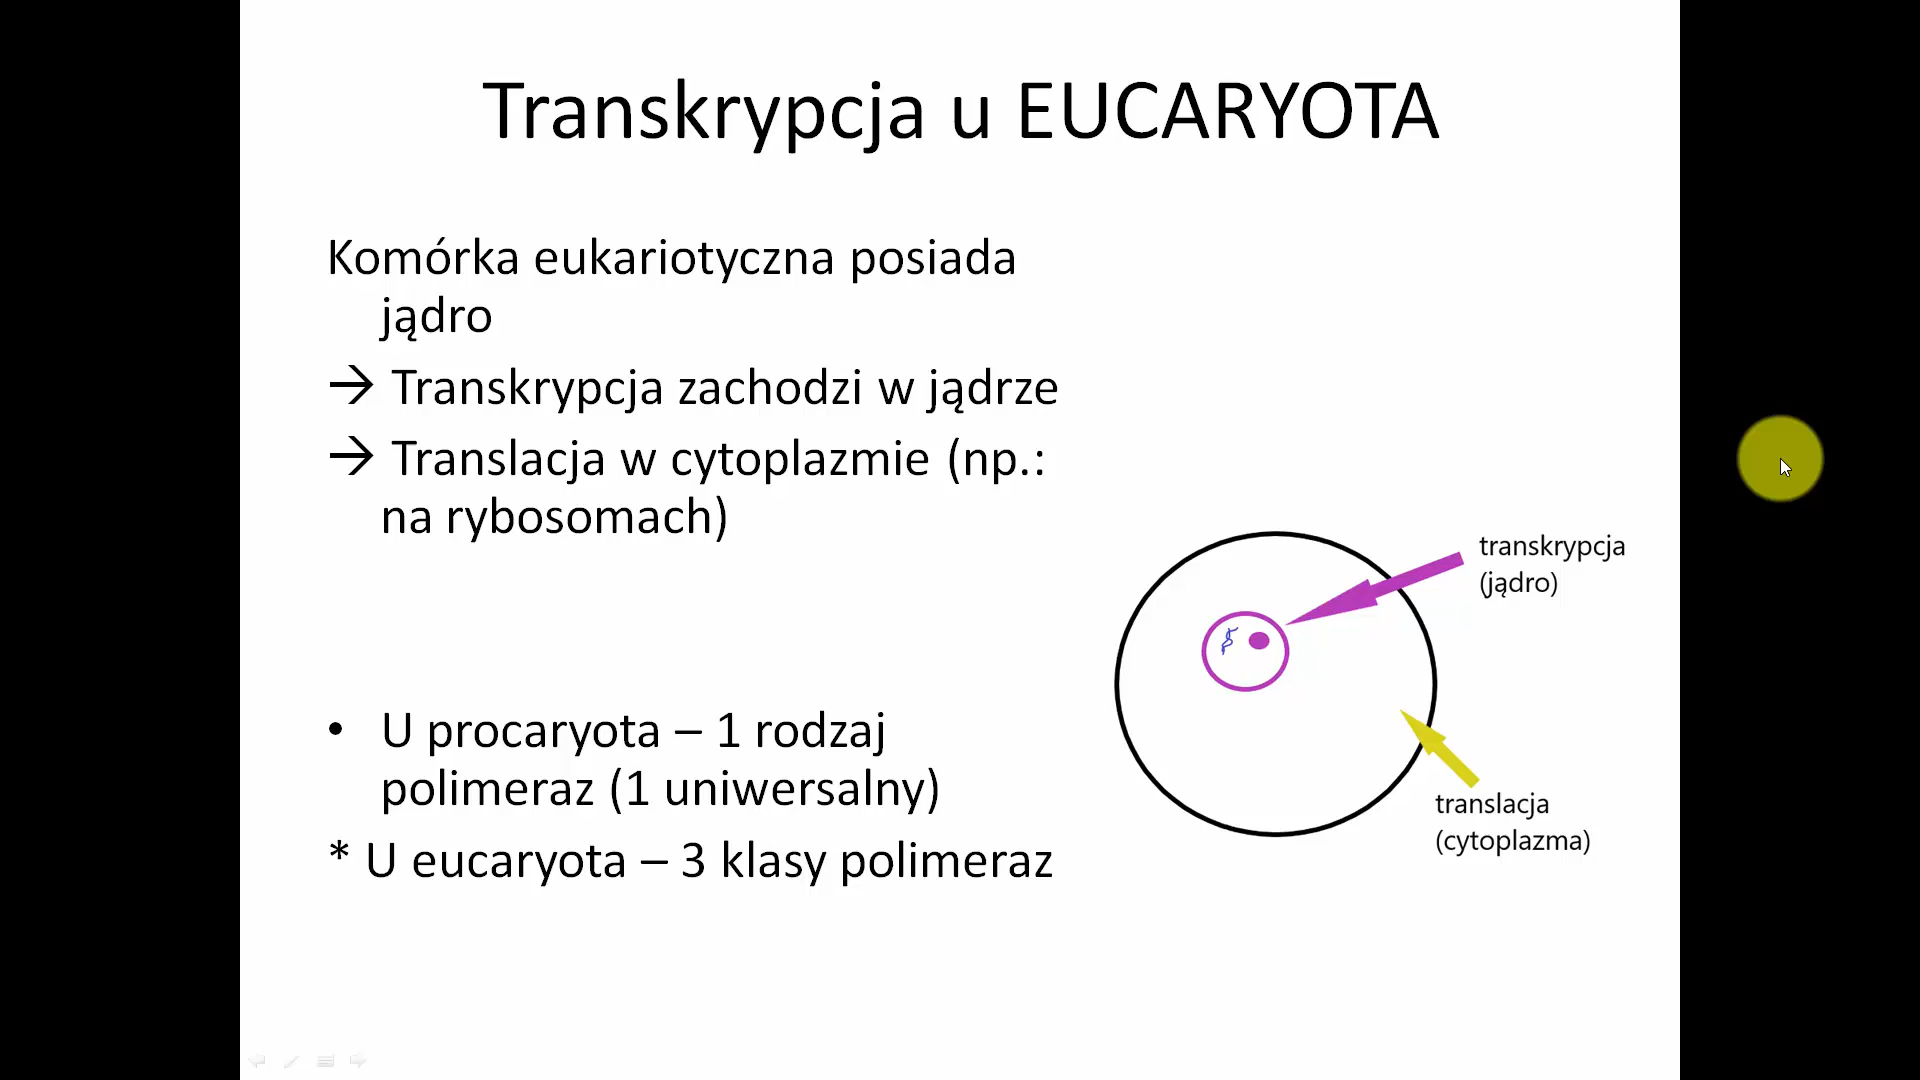 Transkrypcja u EUCARYOTA
Komórka eukariotyczna posiada
jądro
→ Transkrypcja zachodzi w jądrze
→ Translacja w cytoplazmie (np.:
na rybosomach)
• U procaryota – 1 rodzaj
polimeraz (1 uniwersalny)
* U eucaryota – 3 klasy polimeraz
transkrypcja
(jądro)
translacja
(cytoplazma)